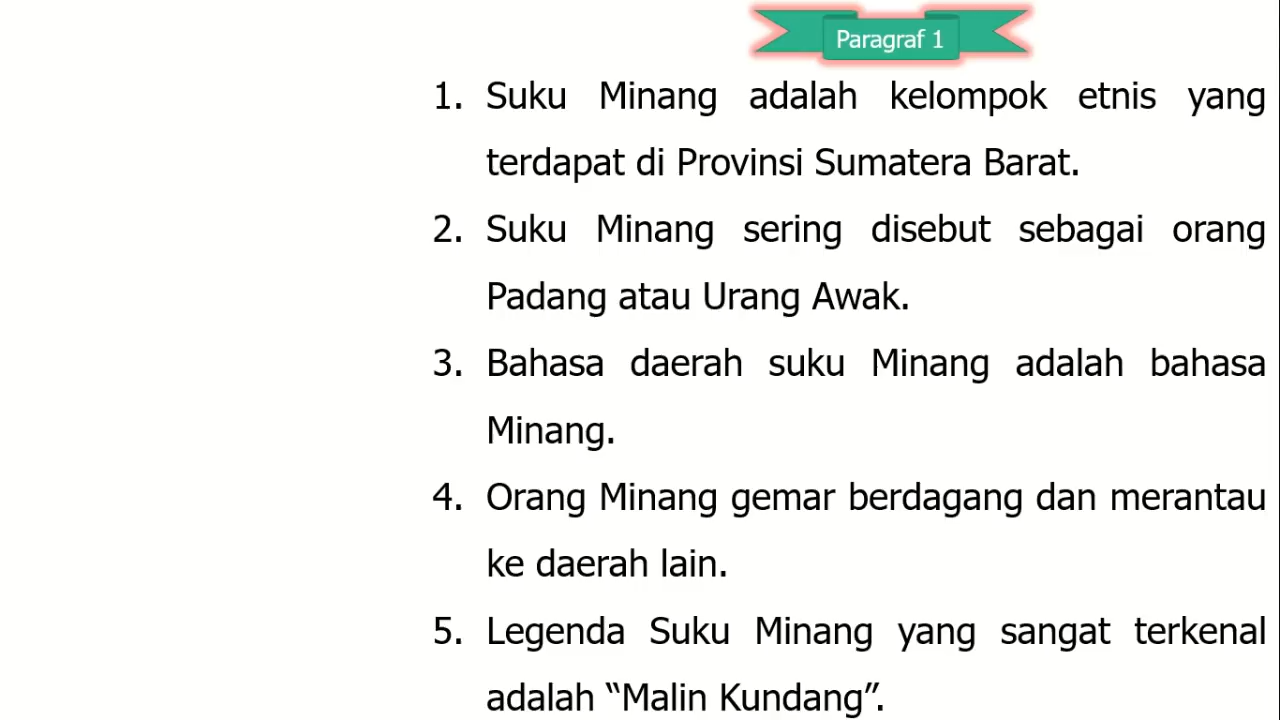 Paragraf 1
1. Suku Minang adalah kelompok etnis yang
terdapat di Provinsi Sumatera Barat.
2. Suku Minang sering disebut sebagai orang
Padang atau Urang Awak.
3. Bahasa daerah suku Minang adalah bahasa
Minang.
4. Orang Minang gemar berdagang dan merantau
ke daerah lain.
5. Legenda Suku Minang yang sangat terkenal
adalah “Malin Kundang”.